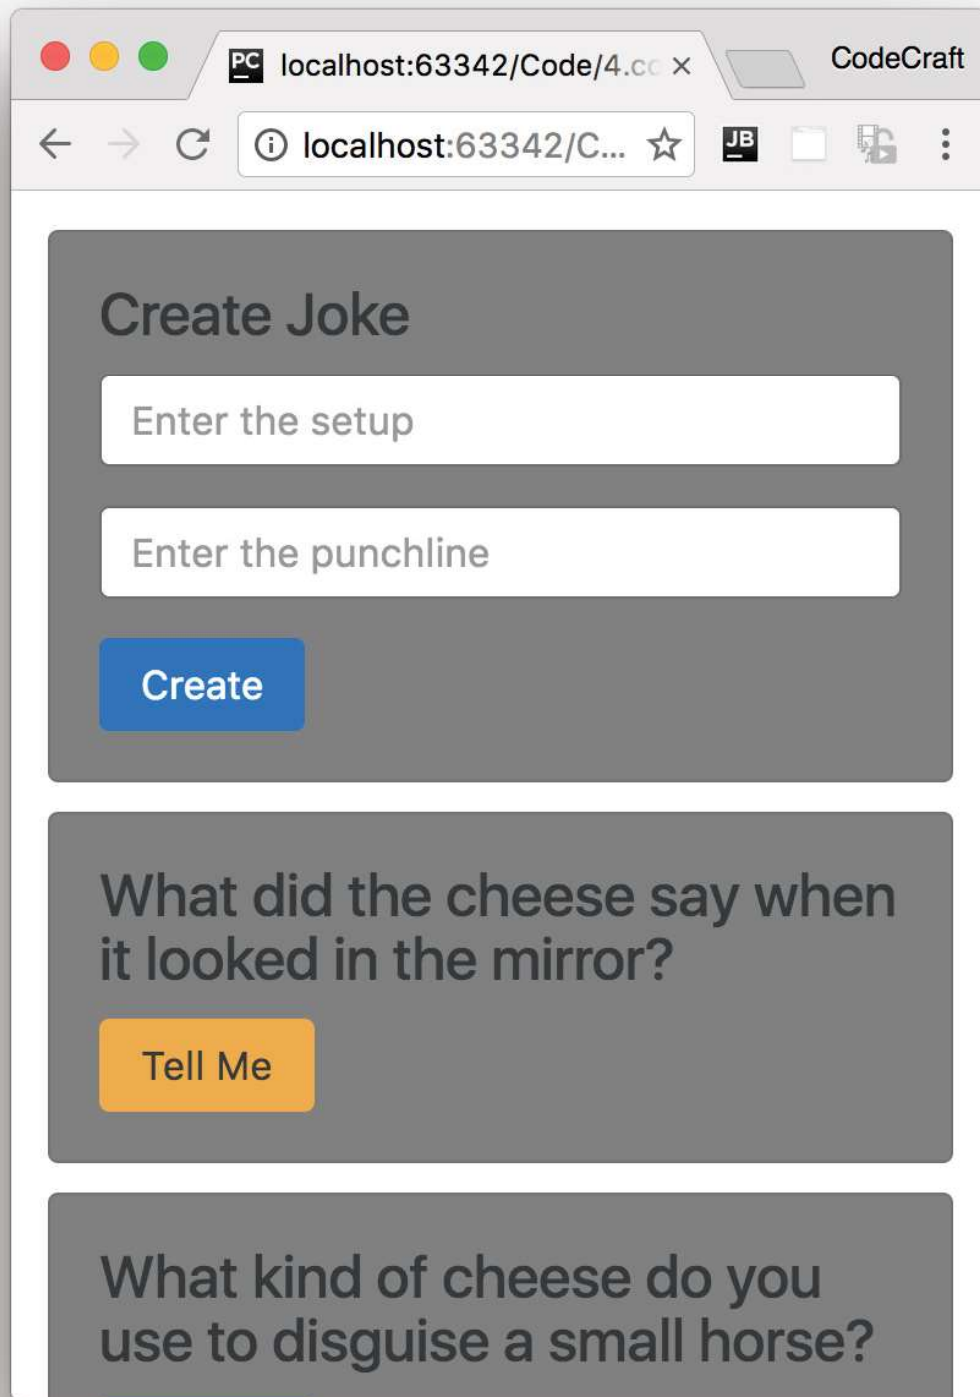 PC localhost:63342/Code/4.cc
CodeCraft
localhost:63342/C...
JB
Create Joke
Enter the setup
Enter the punchline
Create
What did the cheese say when
it looked in the mirror?
Tell Me
What kind of cheese do you
use to disguise a small horse?